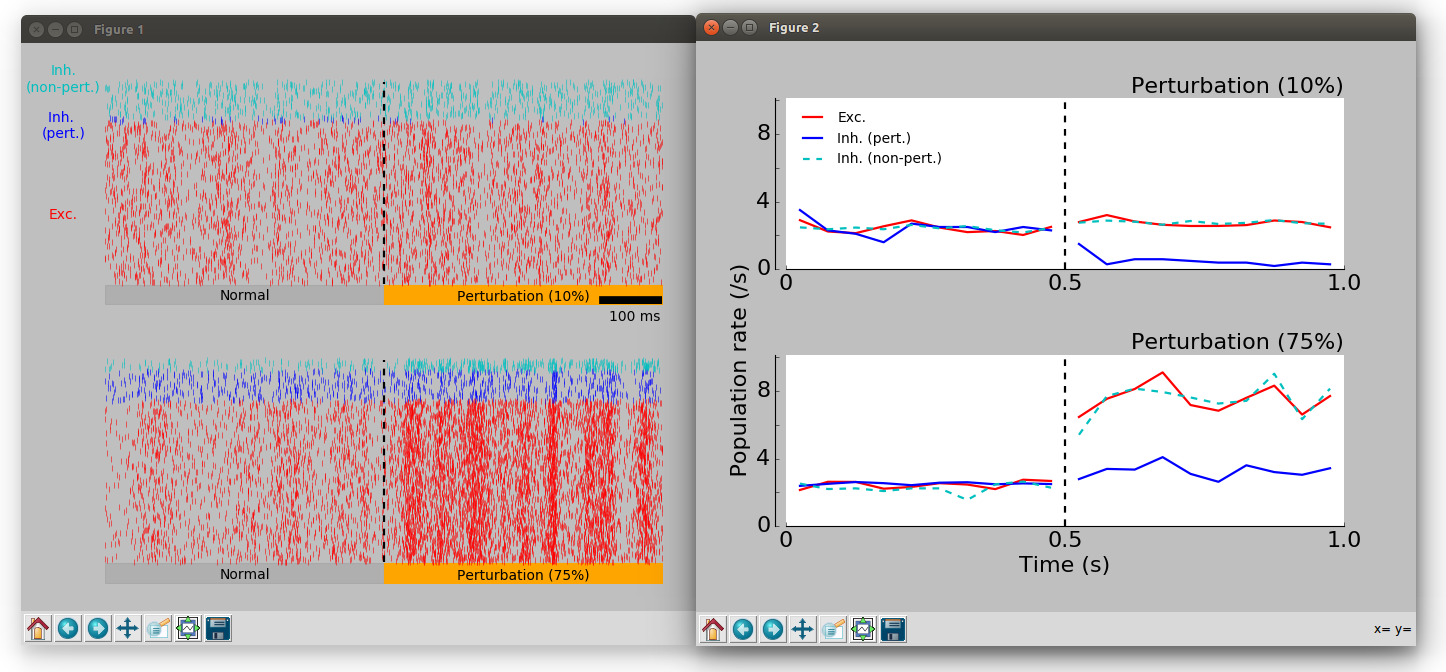 Figure 1
Inh.
(non-pert.)
Inh.
(pert.)
Exc.
Normal
Perturbation (10%)
100 ms
Normal
Perturbation (75%)
Figure 2
Perturbation (10%)
Exc.
Inh. (pert.)
Inh. (non-pert.)
8
4
0
0 0.5 1.0
Population rate (/s)
Perturbation (75%)
8
4
0
0 0.5 1.0
Time (s)
x= y=